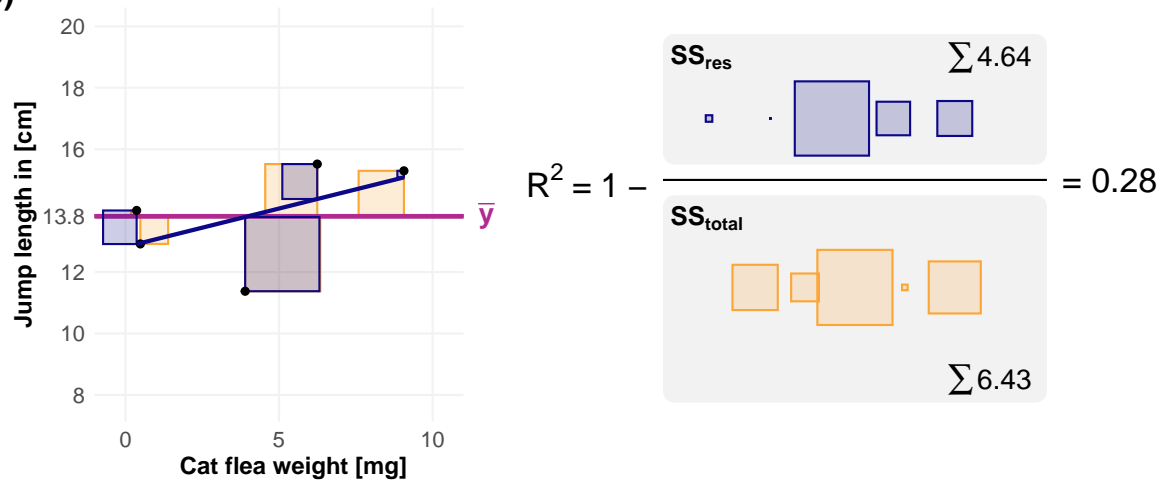 20
18
16
13.8
12
10
8
0 5 10
Jump length in [cm]
Cat flea weight [mg]
y̅
R² = 1 −
SSres
∑4.64
SStotal
∑6.43
= 0.28